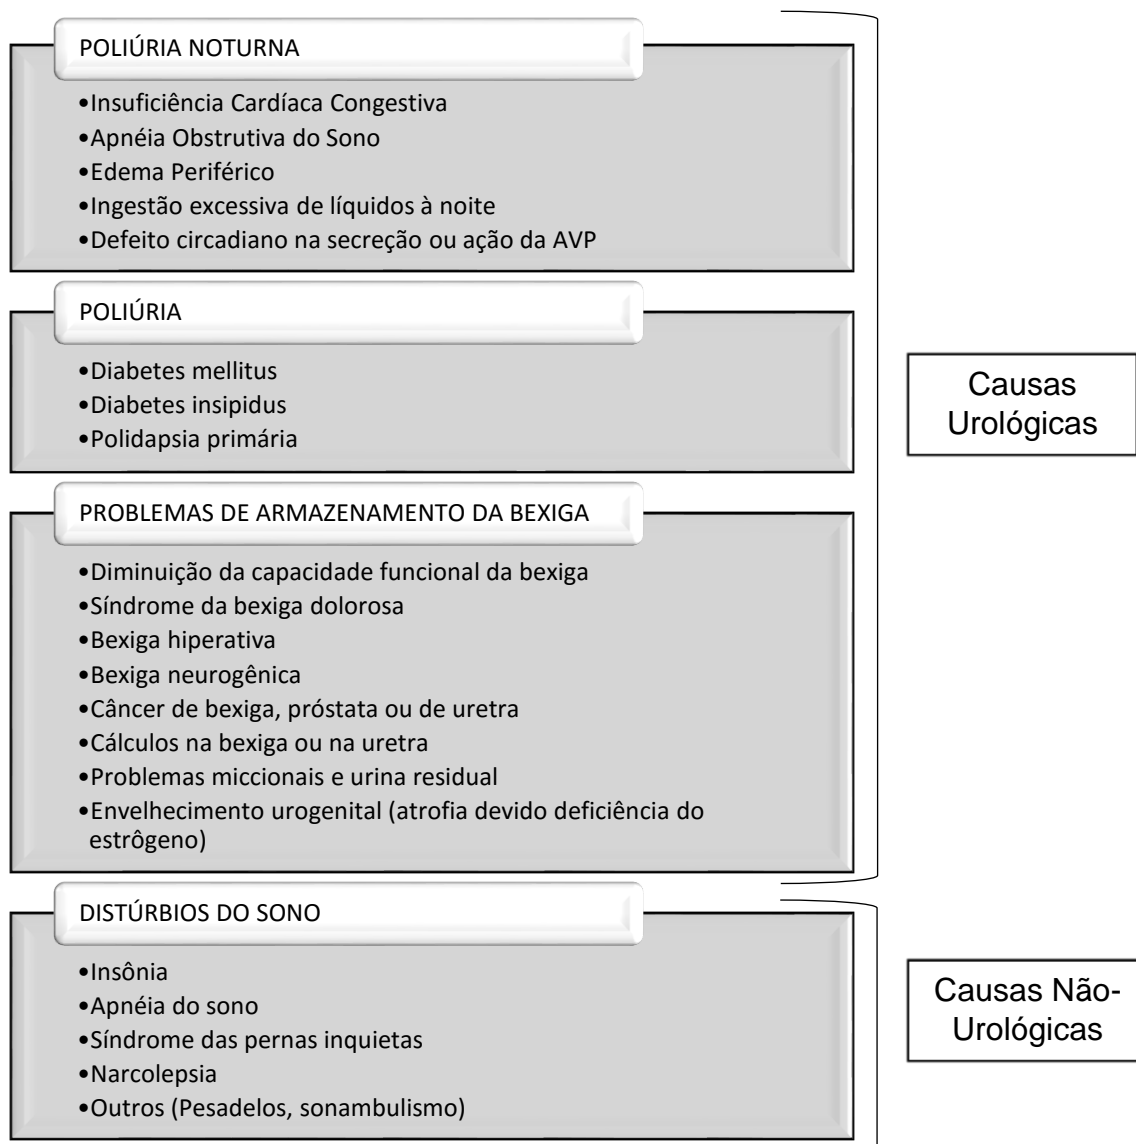 POLIÚRIA NOTURNA
•Insuficiência Cardíaca Congestiva
•Apnéia Obstrutiva do Sono
•Edema Periférico
•Ingestão excessiva de líquidos à noite
•Defeito circadiano na secreção ou ação da AVP
POLIÚRIA
•Diabetes mellitus
•Diabetes insipidus
•Polidapsia primária
Causas
Urológicas
PROBLEMAS DE ARMAZENAMENTO DA BEXIGA
•Diminuição da capacidade funcional da bexiga
•Síndrome da bexiga dolorosa
•Bexiga hiperativa
•Bexiga neurogênica
•Câncer de bexiga, próstata ou de uretra
•Cálculos na bexiga ou na uretra
•Problemas miccionais e urina residual
•Envelhecimento urogenital (atrofia devido deficiência do
estrôgeno)
DISTÚRBIOS DO SONO
•Insônia
•Apnéia do sono
•Síndrome das pernas inquietas
•Narcolepsia
•Outros (Pesadelos, sonambulismo)
Causas Não-
Urológicas